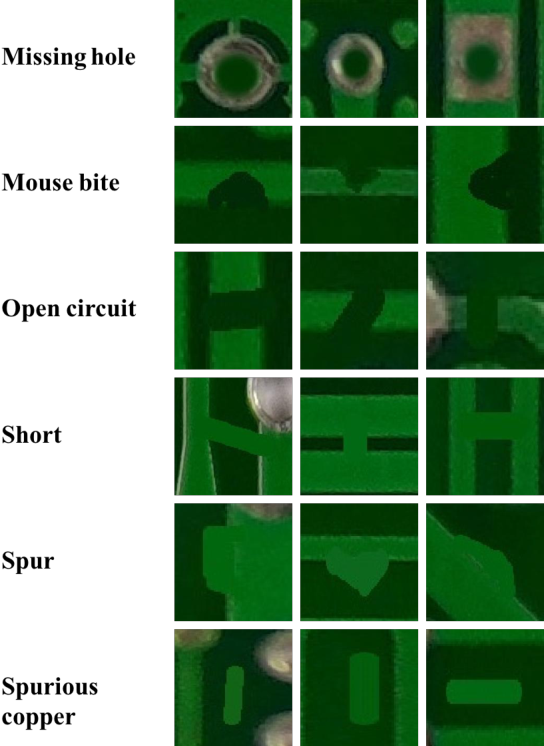 Missing hole
Mouse bite
Open circuit
Short
Spur
Spurious
copper